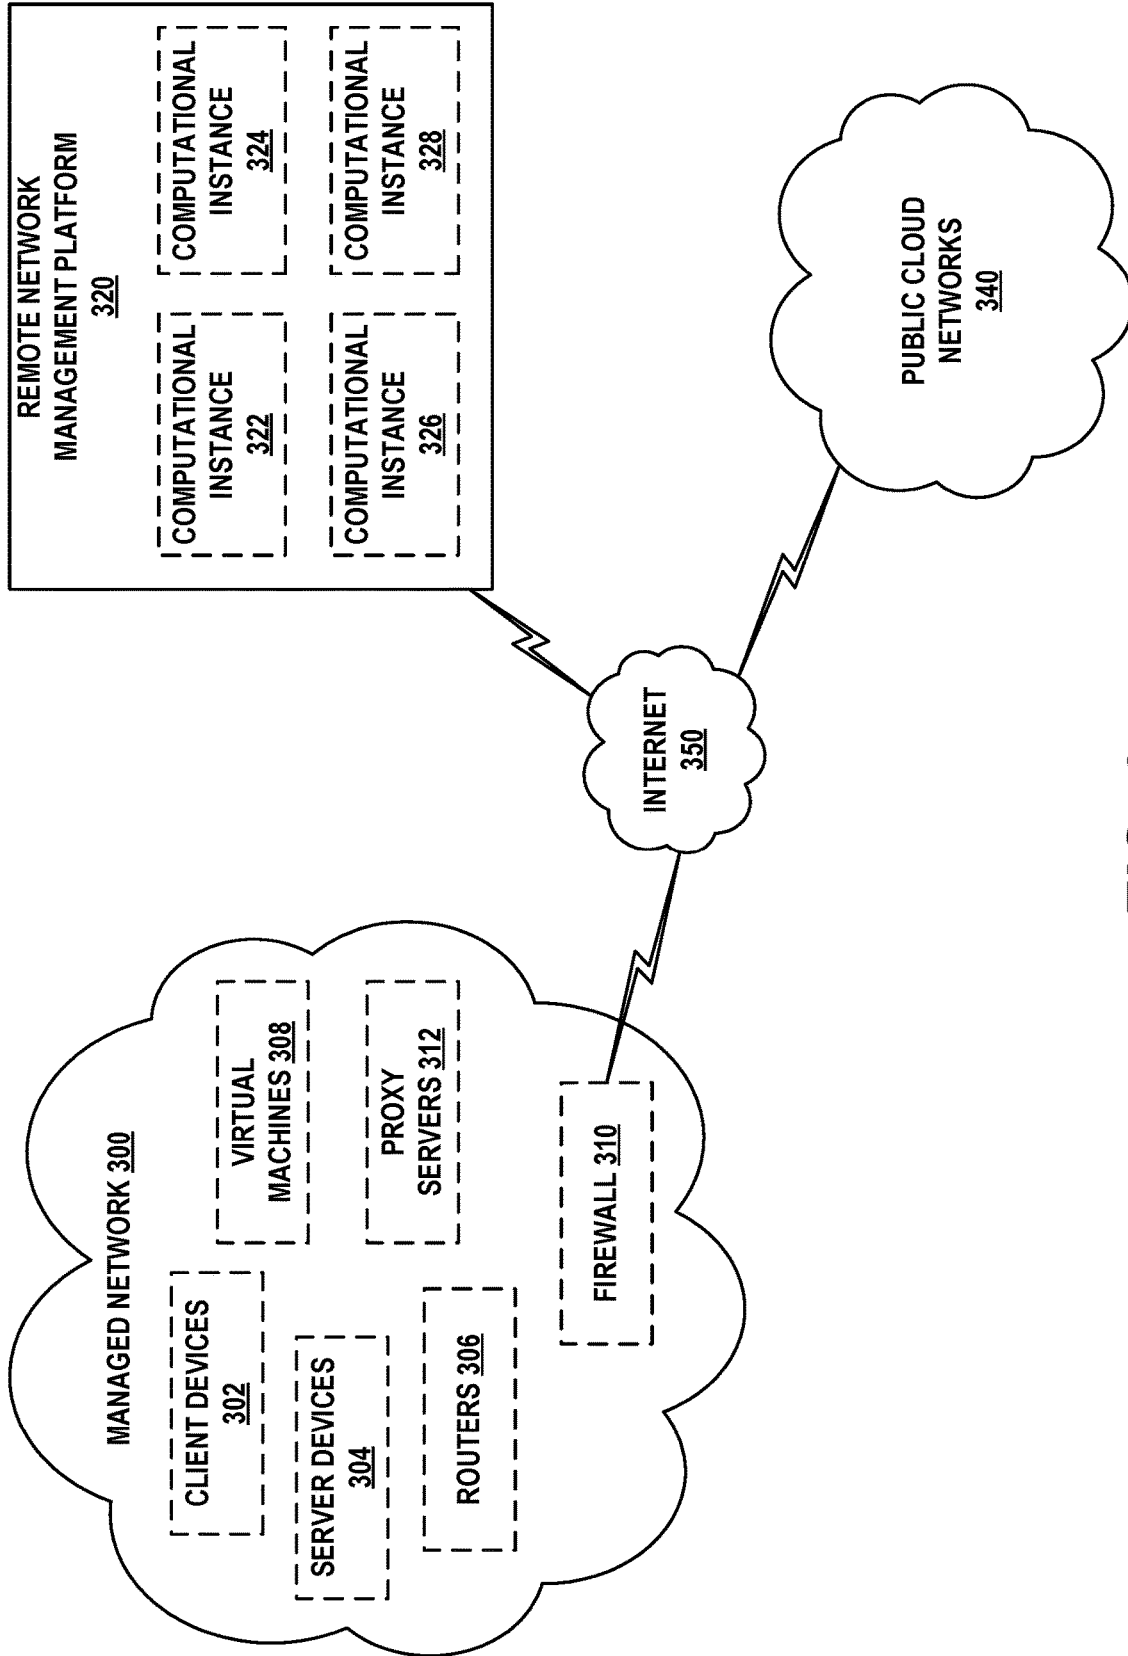 MANAGED NETWORK 300
CLIENT DEVICES
302
VIRTUAL
MACHINES 308
SERVER DEVICES
304
PROXY
SERVERS 312
ROUTERS 306
FIREWALL 310
INTERNET
350
REMOTE NETWORK
MANAGEMENT PLATFORM
320
COMPUTATIONAL
INSTANCE
322
COMPUTATIONAL
INSTANCE
324
COMPUTATIONAL
INSTANCE
326
COMPUTATIONAL
INSTANCE
328
PUBLIC CLOUD
NETWORKS
340